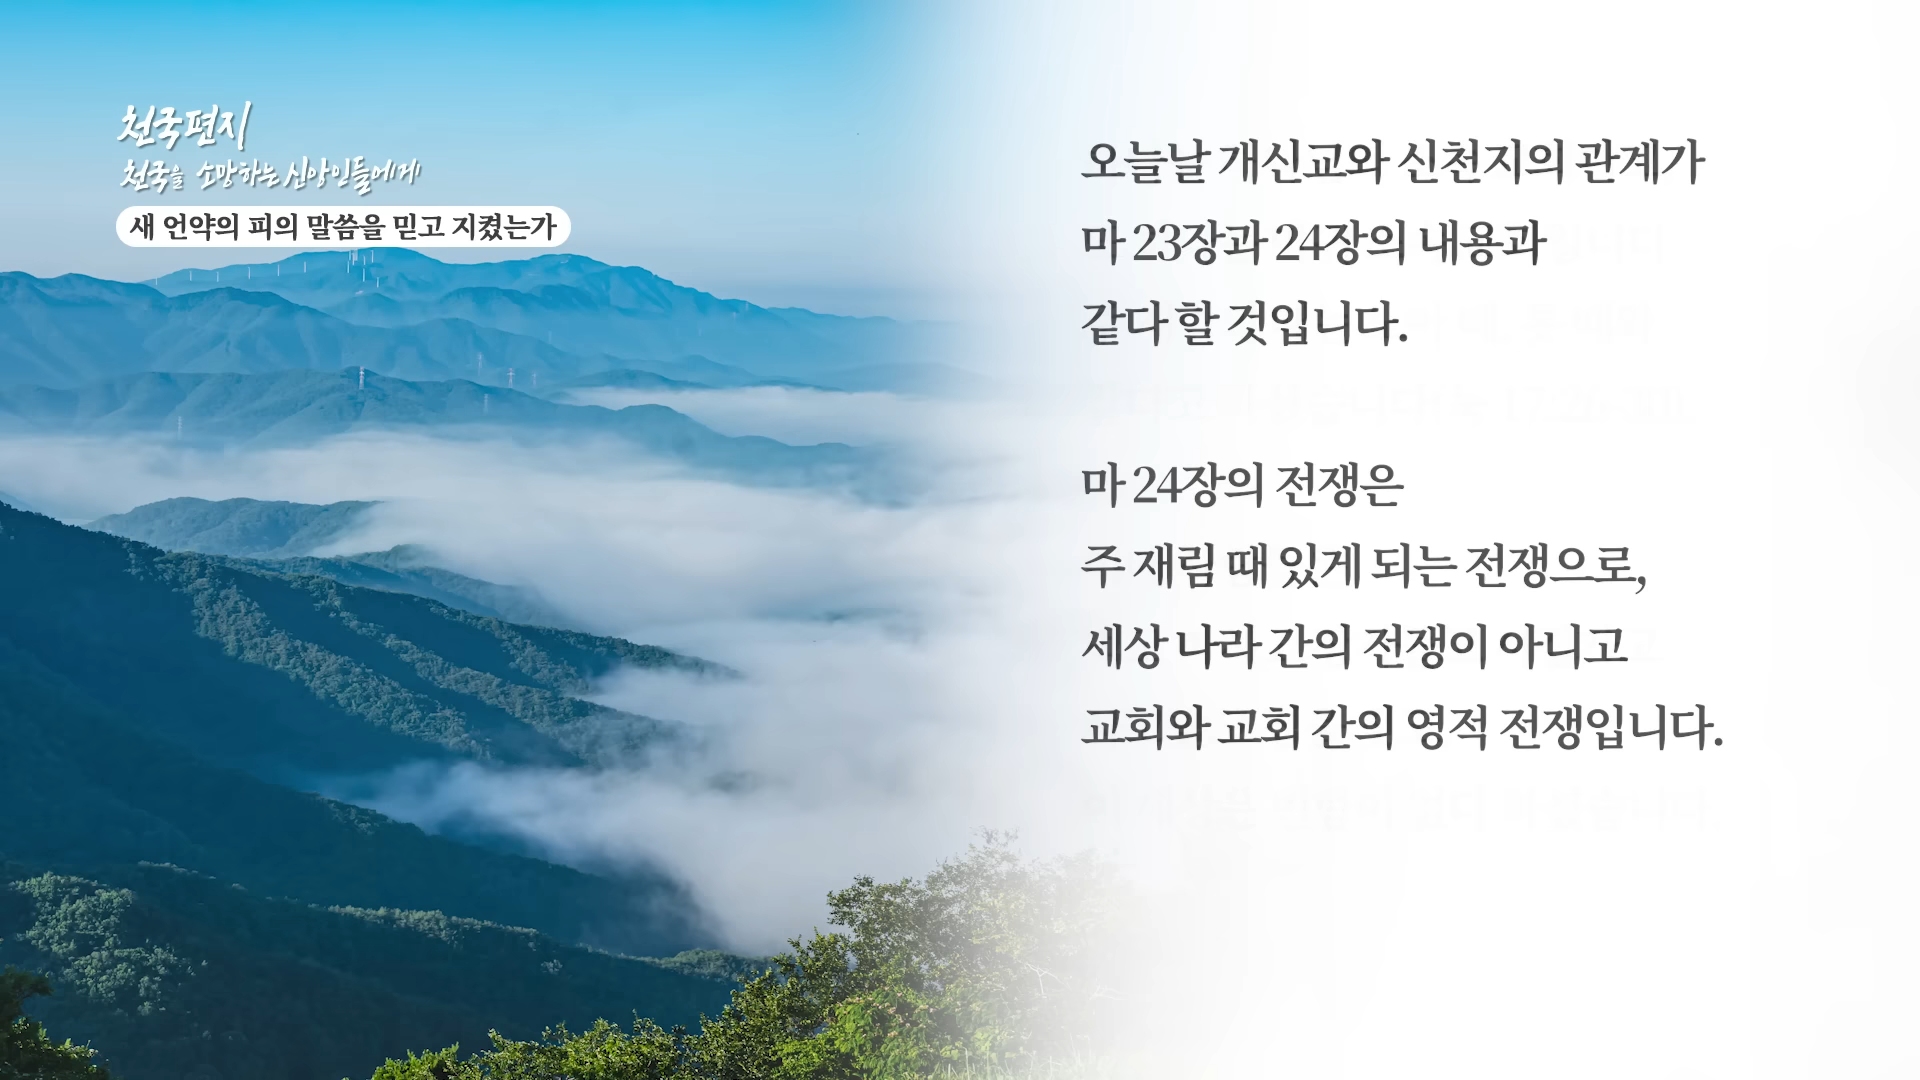 천국편지
천국을 소망하는 신앙인들에게
새 언약의 피의 말씀을 믿고 지켰는가
오늘날 개신교와 신천지의 관계가
마 23장과 24장의 내용과
같다 할 것입니다.
마 24장의 전쟁은
주 재림 때 있게 되는 전쟁으로,
세상 나라 간의 전쟁이 아니고
교회와 교회 간의 영적 전쟁입니다.